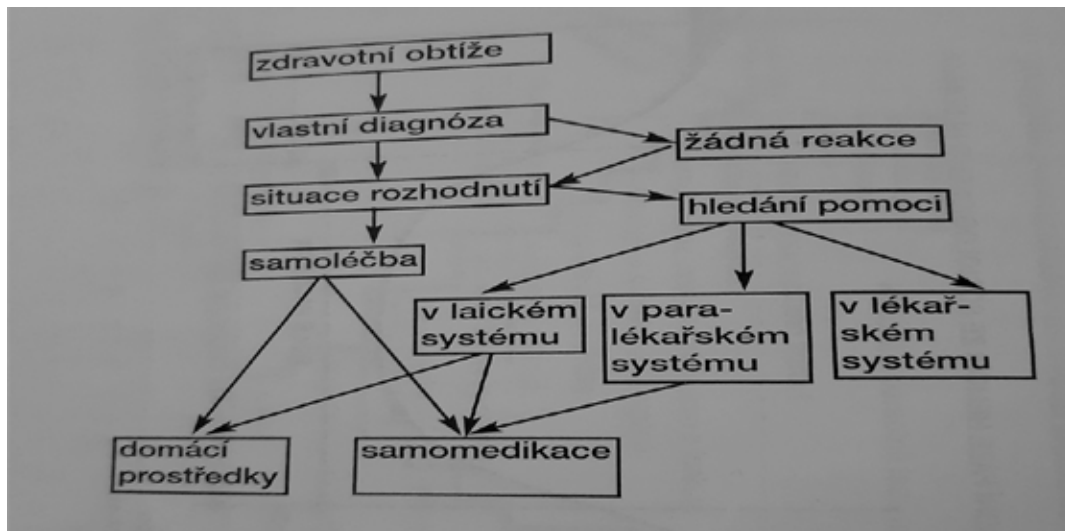 zdravotní obtíže
vlastní diagnóza
žádná reakce
situace rozhodnutí
hledání pomoci
samoléčba
v laickém
systému
v para-
lékařském
systému
v lékař-
ském
systému
domácí
prostředky
samomedikace